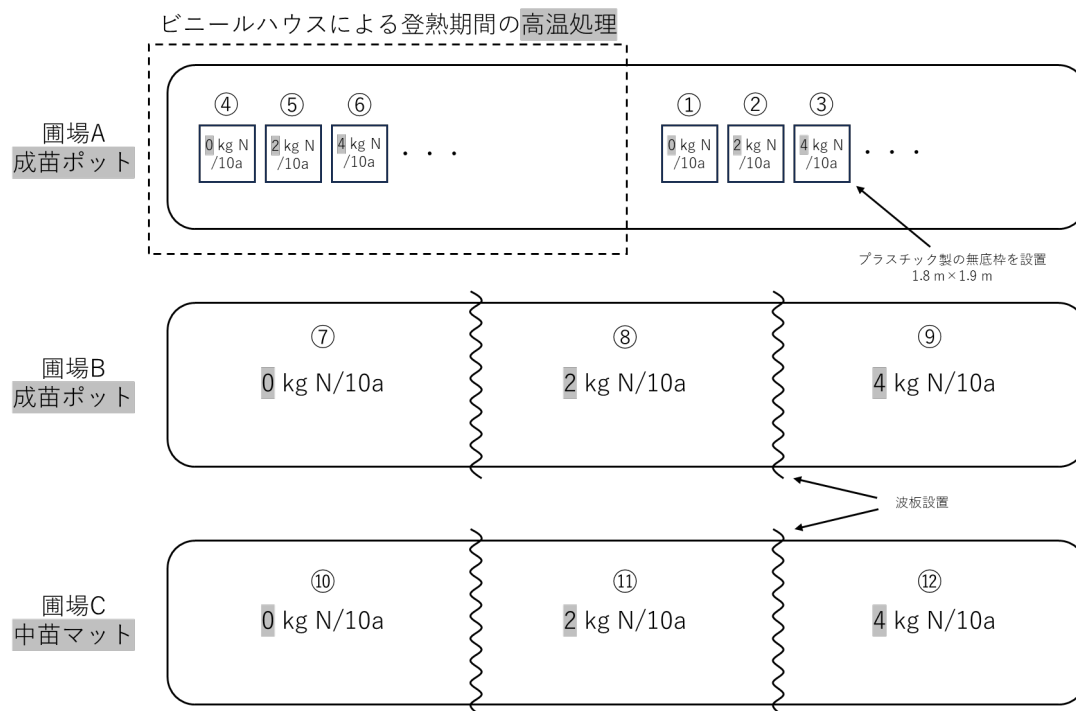 ビニールハウスによる登熟期間の高温処理
圃場A
成苗ポット
④ ⑤ ⑥ ① ② ③
0 kg N
/10a
2 kg N
/10a
4 kg N
/10a
・・・
0 kg N
/10a
2 kg N
/10a
4 kg N
/10a
・・・
プラスチック製の無底枠を設置
1.8 m×1.9 m
圃場B
成苗ポット
⑦ ⑧ ⑨
0 kg N/10a 2 kg N/10a 4 kg N/10a
波板設置
圃場C
中苗マット
⑩ ⑪ ⑫
0 kg N/10a 2 kg N/10a 4 kg N/10a